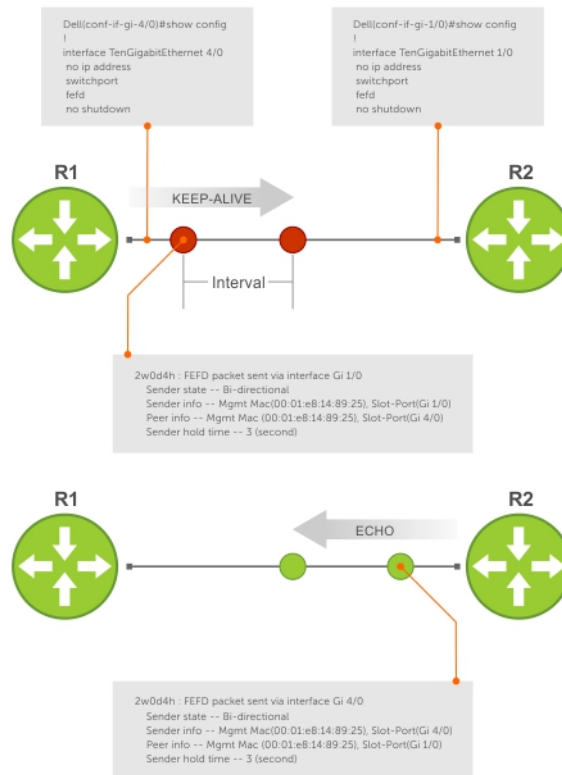 Dell(conf-if-gi-4/0)#show config
!
interface TenGigabitEthernet 4/0
no ip address
switchport
fefd
no shutdown
Dell(conf-if-gi-1/0)#show config
!
interface TenGigabitEthernet 1/0
no ip address
switchport
fefd
no shutdown
R1
R2
KEEP-ALIVE
Interval
2w0d4h : FEFD packet sent via interface Gi 1/0
Sender state -- Bi-directional
Sender info -- Mgmt Mac(00:01:e8:14:89:25), Slot-Port(Gi 1/0)
Peer info -- Mgmt Mac (00:01:e8:14:89:25), Slot-Port(Gi 4/0)
Sender hold time -- 3 (second)
R1
R2
ECHO
2w0d4h : FEFD packet sent via interface Gi 4/0
Sender state -- Bi-directional
Sender info -- Mgmt Mac(00:01:e8:14:89:25), Slot-Port(Gi 4/0)
Peer info -- Mgmt Mac (00:01:e8:14:89:25), Slot-Port(Gi 1/0)
Sender hold time -- 3 (second)